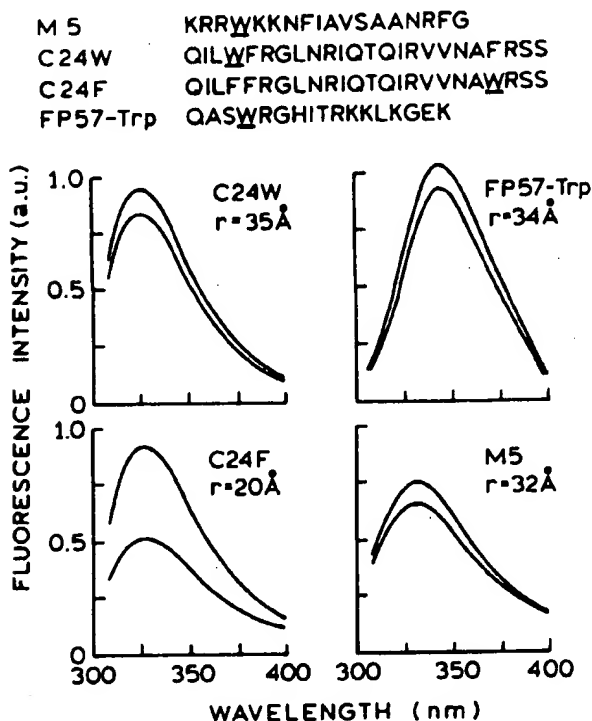 M5 KRRWKKNFIAVSAANRFG
C24W QILWFRGLNRIQTQIRVVNAFRSS
C24F QILFFRGLNRIQTQIRVVNAWRSS
FP57-Trp QASWRGHITRKKLKGEK
FLUORESCENCE INTENSITY (a.u.)
1.0
0.5
0
C24W
r=35Å
FP57-Trp
r=34Å
1.0
0.5
0
C24F
r=20Å
M5
r=32Å
300 350 400 300 350 400
WAVELENGTH (nm)